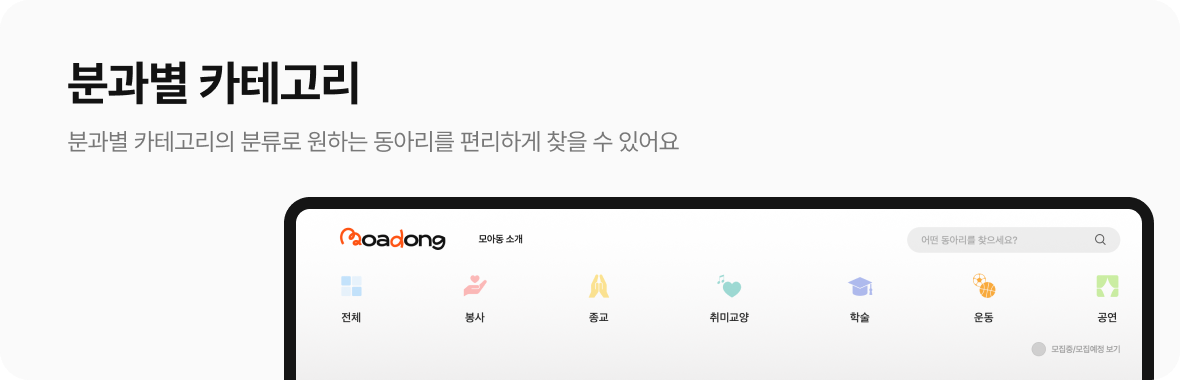 분과별 카테고리
분과별 카테고리의 분류로 원하는 동아리를 편리하게 찾을 수 있어요
Moadong 모아동 소개 어떤 동아리를 찾으세요?
전체 봉사 종교 취미교양 학술 운동 공연
모집중/모집예정 보기